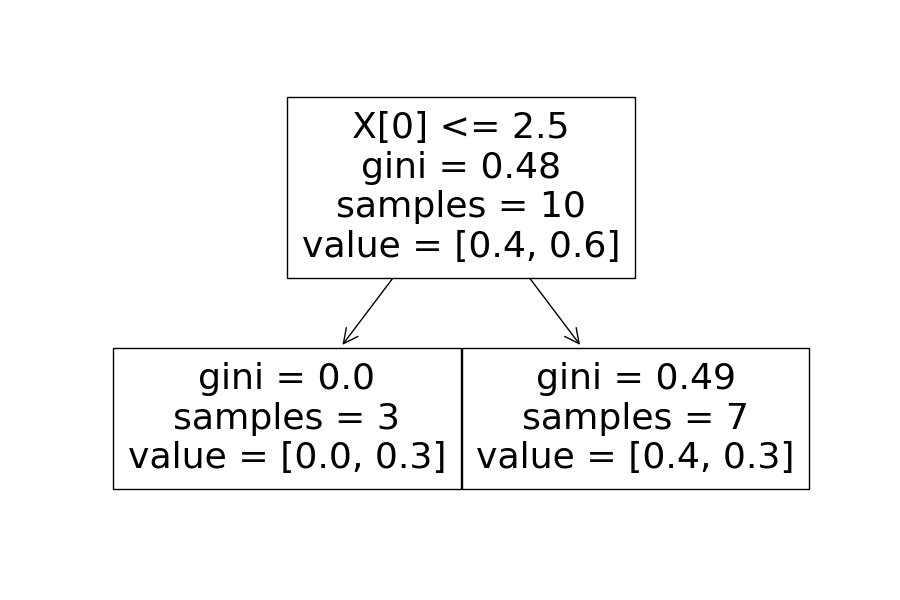 X[0] <= 2.5
gini = 0.48
samples = 10
value = [0.4, 0.6]
gini = 0.0
samples = 3
value = [0.0, 0.3]
gini = 0.49
samples = 7
value = [0.4, 0.3]